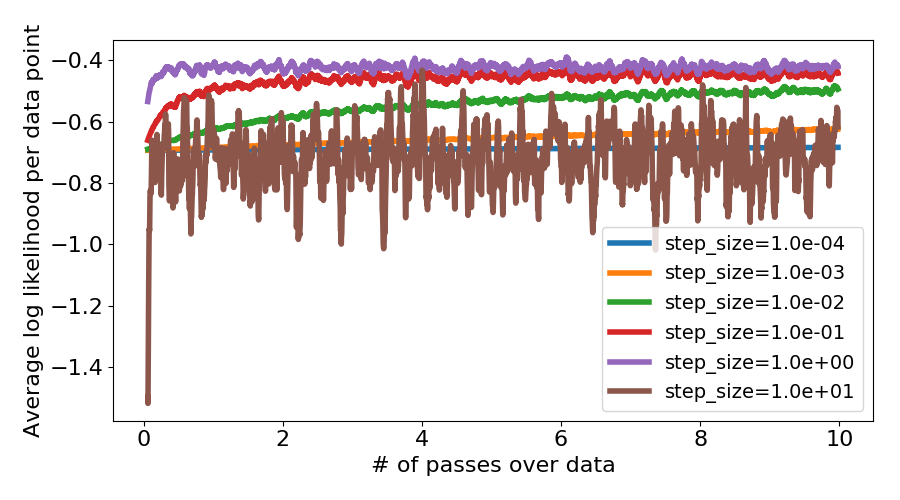 Average log likelihood per data point
−0.4
−0.6
−0.8
−1.0
−1.2
−1.4
0
2
4
6
8
10
# of passes over data
step_size=1.0e-04
step_size=1.0e-03
step_size=1.0e-02
step_size=1.0e-01
step_size=1.0e+00
step_size=1.0e+01